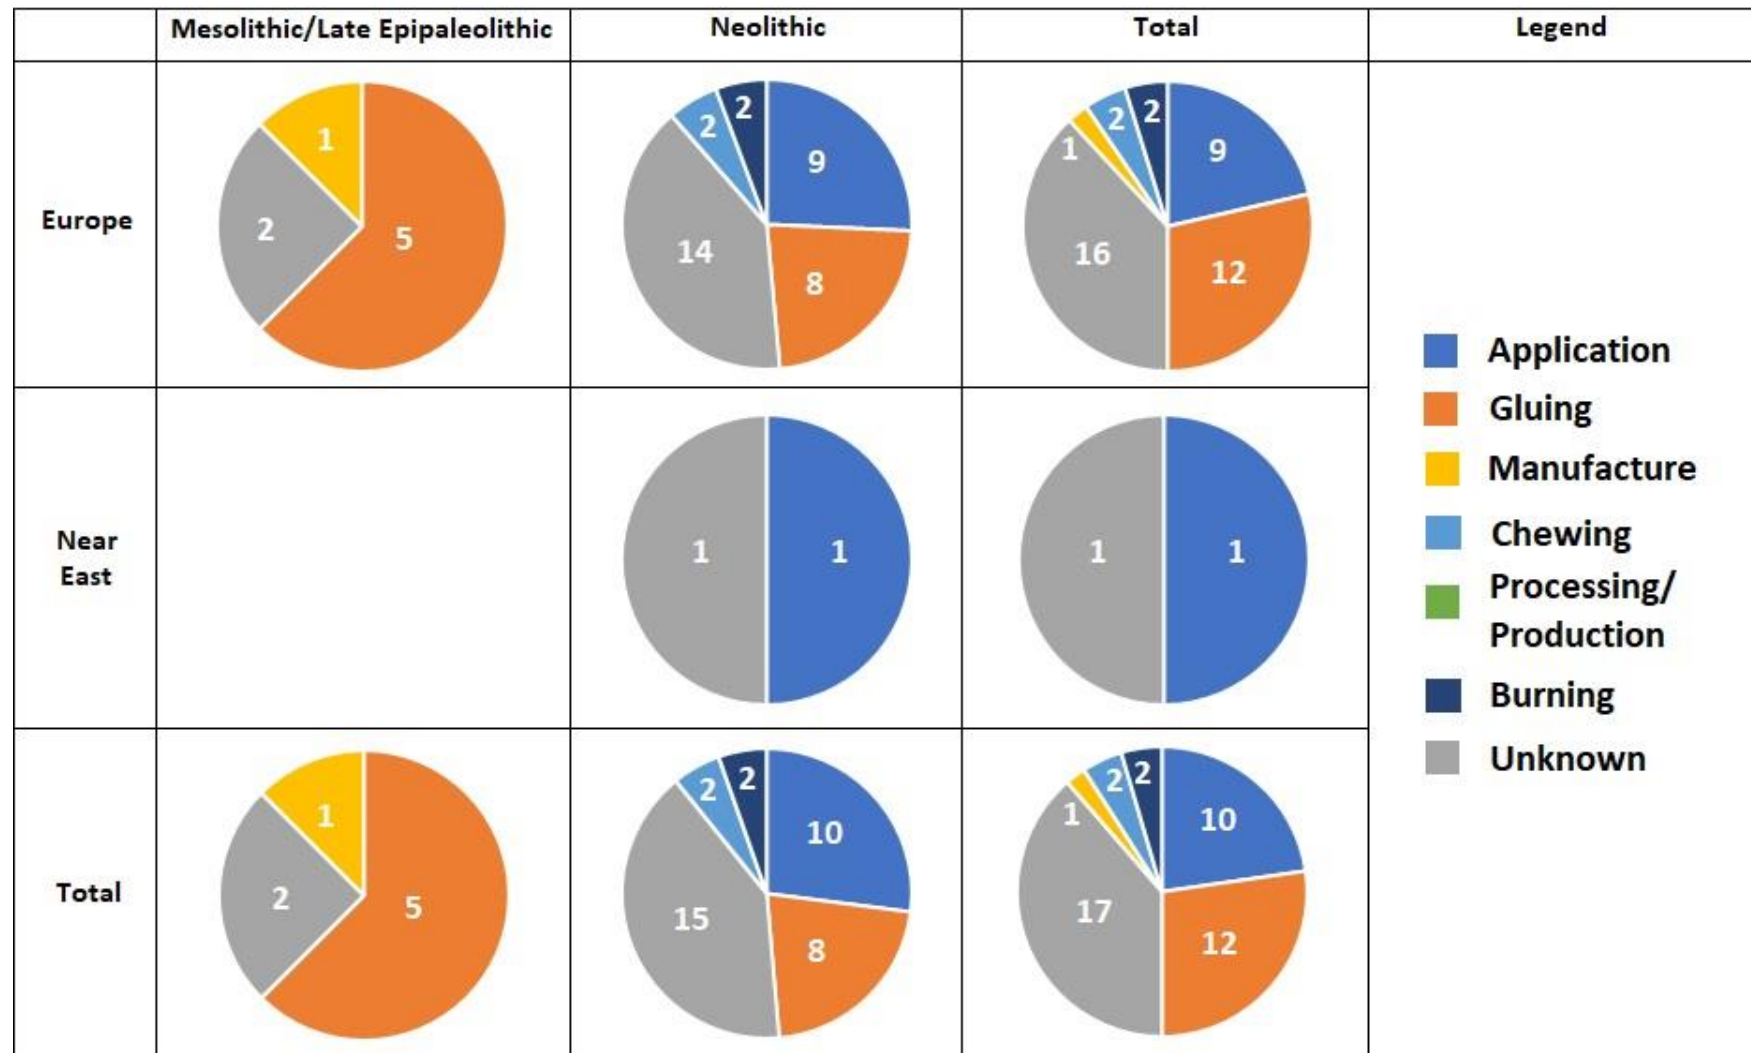 Mesolithic/Late Epipaleolithic Neolithic Total Legend
Europe
1
2
5
2
2
9
14
8
2
2
1
9
16
12
Near
East
1
1
1
1
Total
1
2
5
2
2
10
15
8
2
2
1
10
17
12
Application
Gluing
Manufacture
Chewing
Processing/
Production
Burning
Unknown